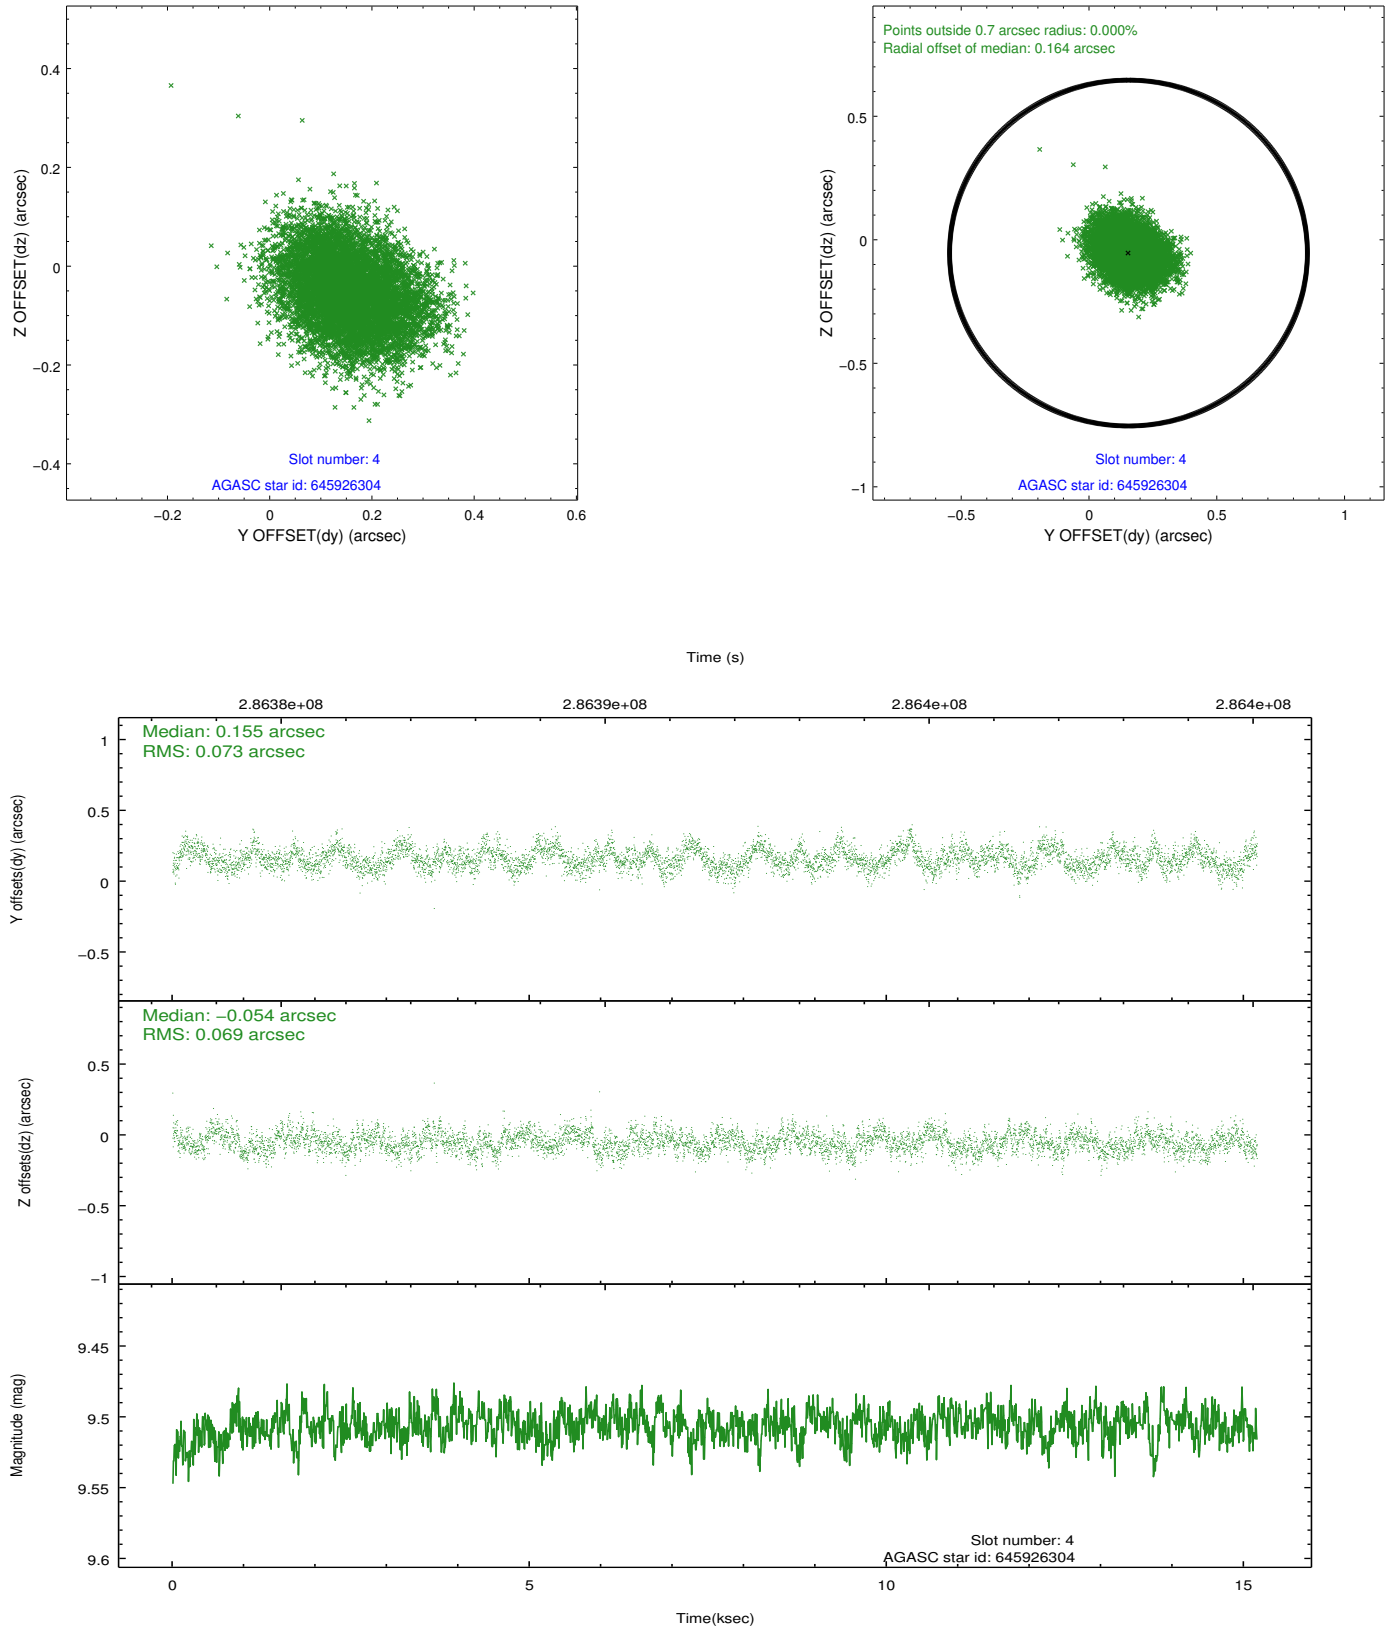 0.4
0.2
0
−0.2
−0.4
Z OFFSET(dz) (arcsec)
Slot number: 4
AGASC star id: 645926304
−0.2 0 0.2 0.4 0.6
Y OFFSET(dy) (arcsec)
Points outside 0.7 arcsec radius: 0.000%
Radial offset of median: 0.164 arcsec
0.5
0
−0.5
−1
Z OFFSET(dz) (arcsec)
Slot number: 4
AGASC star id: 645926304
−0.5 0 0.5 1
Y OFFSET(dy) (arcsec)
Time (s)
2.8638e+08 2.8639e+08 2.864e+08 2.864e+08
Median: 0.155 arcsec
RMS: 0.073 arcsec
1
0.5
0
−0.5
Y offsets(dy) (arcsec)
Median: −0.054 arcsec
RMS: 0.069 arcsec
0.5
0
−0.5
−1
Z offsets(dz) (arcsec)
9.45
9.5
9.55
9.6
Magnitude (mag)
Slot number: 4
AGASC star id: 645926304
0 5 10 15
Time(ksec)